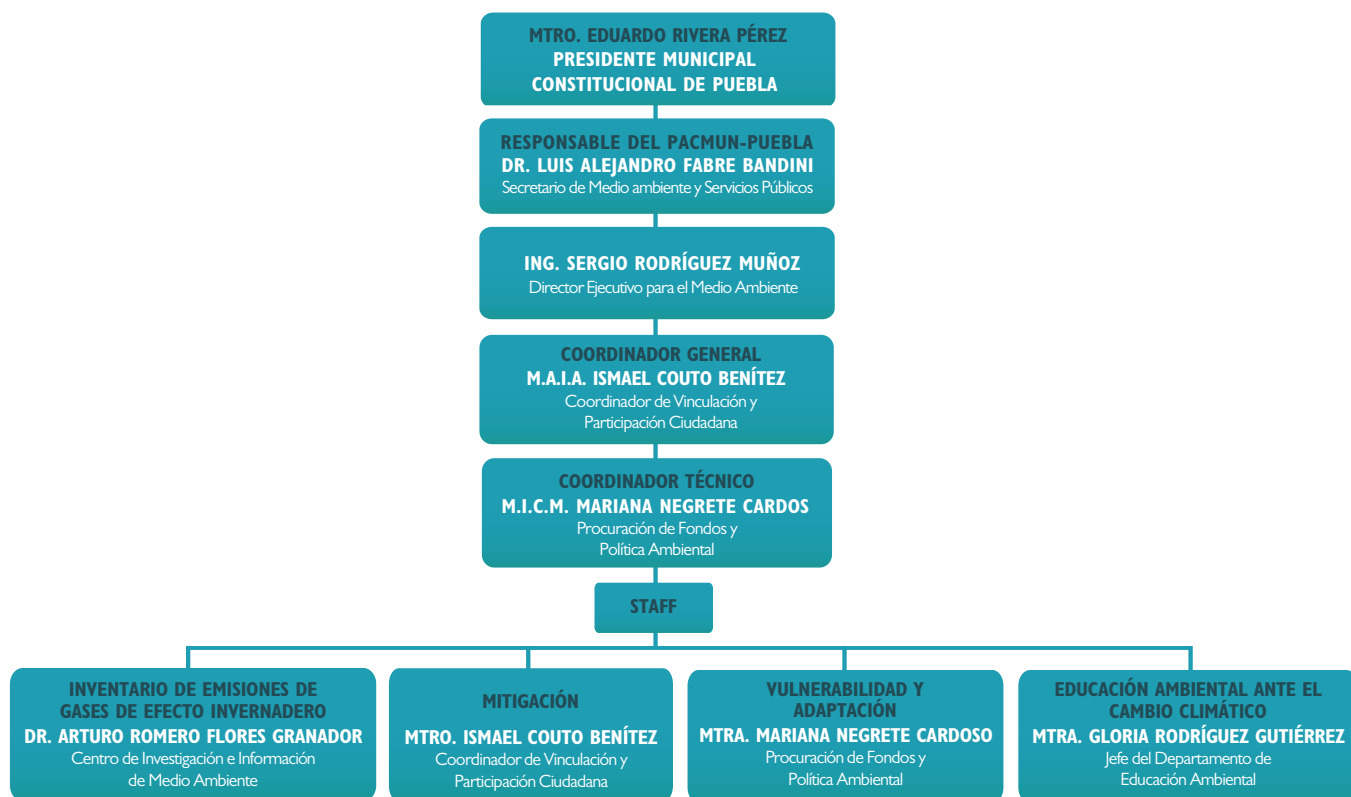 MTRO. EDUARDO RIVERA PÉREZ
PRESIDENTE MUNICIPAL
CONSTITUCIONAL DE PUEBLA
RESPONSABLE DEL PACMUN-PUEBLA
DR. LUIS ALEJANDRO FABRE BANDINI
Secretario de Medio ambiente y Servicios Públicos
ING. SERGIO RODRÍGUEZ MUÑOZ
Director Ejecutivo para el Medio Ambiente
COORDINADOR GENERAL
M.A.I.A. ISMAEL COUTO BENÍTEZ
Coordinador de Vinculación y
Participación Ciudadana
COORDINADOR TÉCNICO
M.I.C.M. MARIANA NEGRETE CARDOS
Procuración de Fondos y
Política Ambiental
STAFF
INVENTARIO DE EMISIONES DE
GASES DE EFECTO INVERNADERO
DR. ARTURO ROMERO FLORES GRANADOR
Centro de Investigación e Información
de Medio Ambiente
MITIGACIÓN
MTRO. ISMAEL COUTO BENÍTEZ
Coordinador de Vinculación y
Participación Ciudadana
VULNERABILIDAD Y
ADAPTACIÓN
MTRA. MARIANA NEGRETE CARDOSO
Procuración de Fondos y
Política Ambiental
EDUCACIÓN AMBIENTAL ANTE EL
CAMBIO CLIMÁTICO
MTRA. GLORIA RODRÍGUEZ GUTIÉRREZ
Jefe del Departamento de
Educación Ambiental